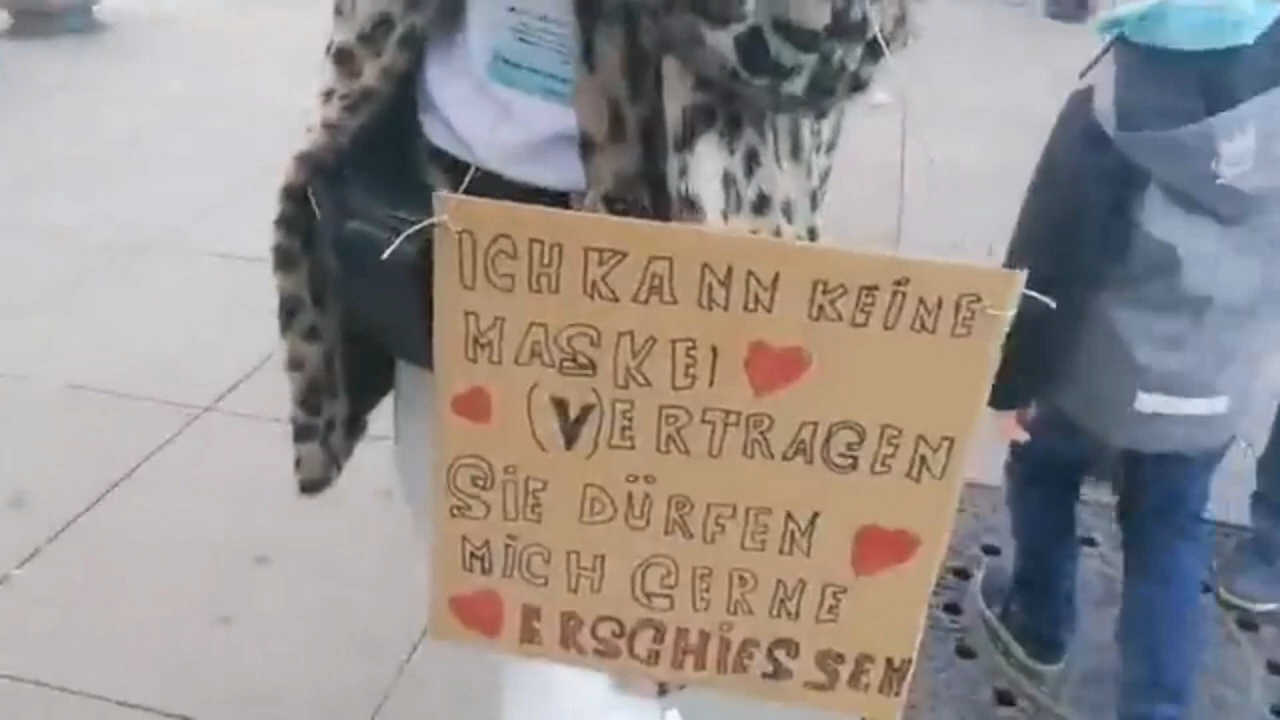 ICH KANN KEINE
MASKE!
(V)ERTRAGEN
SIE DÜRFEN
MICH GERNE
ERSCHIESSEN